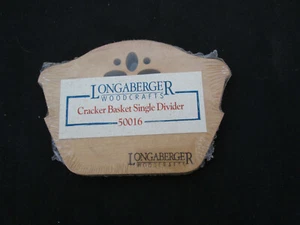 LONGABERGER
WOODCRAFTS
Cracker Basket Single Divider
50016
LONGABERGER
WOODCRAFTS